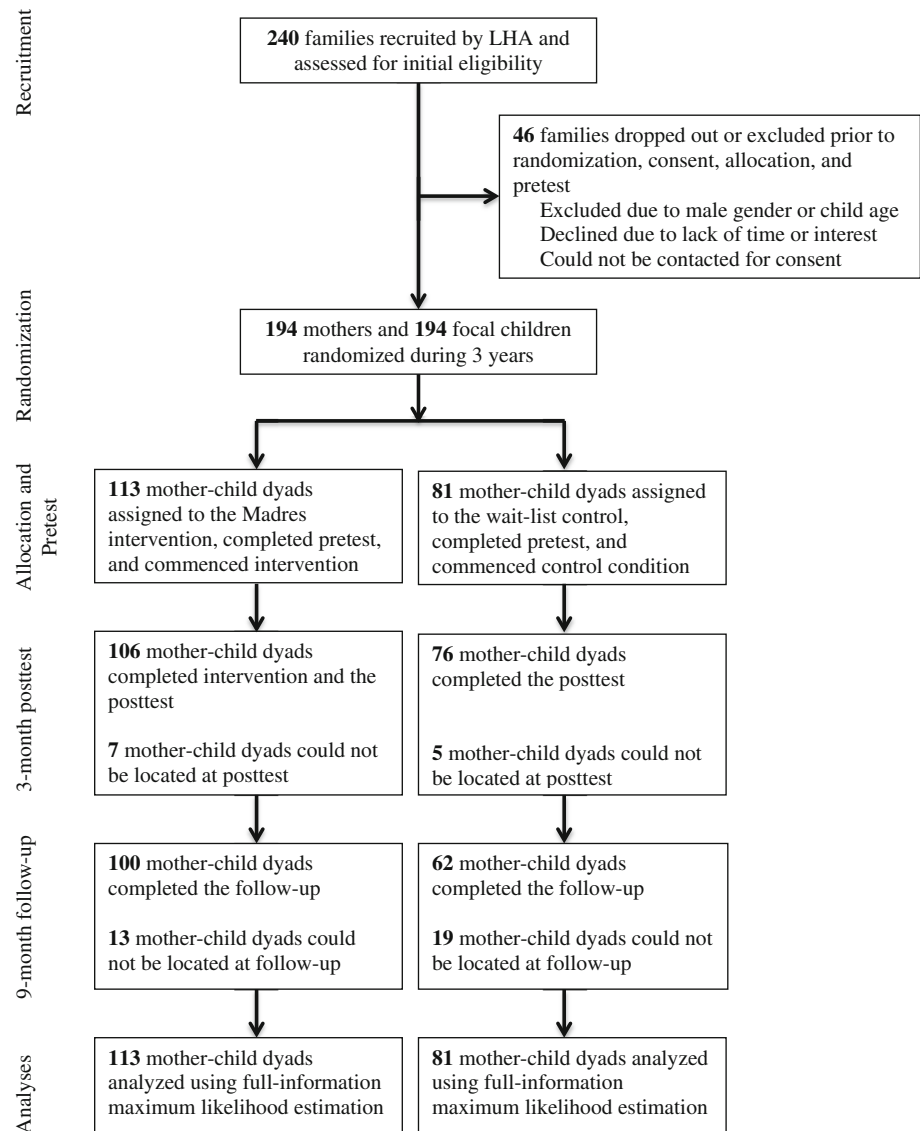 Recruitment
240 families recruited by LHA and
assessed for initial eligibility
46 families dropped out or excluded prior to
randomization, consent, allocation, and
pretest
Excluded due to male gender or child age
Declined due to lack of time or interest
Could not be contacted for consent
Randomization
194 mothers and 194 focal children
randomized during 3 years
Allocation and
Pretest
113 mother-child dyads
assigned to the Madres
intervention, completed pretest,
and commenced intervention
81 mother-child dyads assigned
to the wait-list control,
completed pretest, and
commenced control condition
3-month posttest
106 mother-child dyads
completed intervention and the
posttest
7 mother-child dyads could not
be located at posttest
76 mother-child dyads
completed the posttest
5 mother-child dyads could not
be located at posttest
9-month follow-up
100 mother-child dyads
completed the follow-up
13 mother-child dyads could
not be located at follow-up
62 mother-child dyads
completed the follow-up
19 mother-child dyads could not
be located at follow-up
Analyses
113 mother-child dyads
analyzed using full-information
maximum likelihood estimation
81 mother-child dyads analyzed
using full-information
maximum likelihood estimation